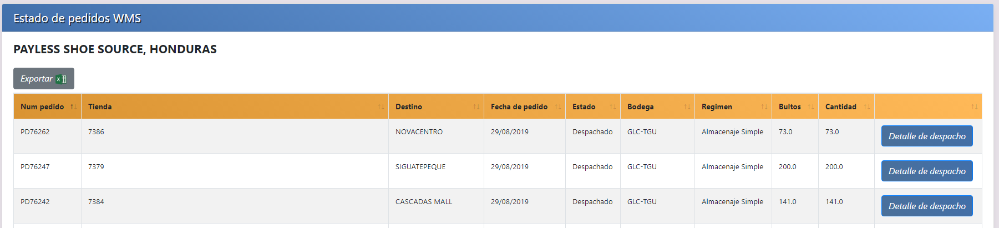 Estado de pedidos WMS
PAYLESS SHOE SOURCE, HONDURAS
Exportar
Num pedido Tienda Destino Fecha de pedido Estado Bodega Regimen Bultos Cantidad
PD76262 7386 NOVACENTRO 29/08/2019 Despachado GLC-TGU Almacenaje Simple 73.0 73.0 Detalle de despacho
PD76247 7379 SIGUATEPEQUE 29/08/2019 Despachado GLC-TGU Almacenaje Simple 200.0 200.0 Detalle de despacho
PD76242 7384 CASCADAS MALL 29/08/2019 Despachado GLC-TGU Almacenaje Simple 141.0 141.0 Detalle de despacho